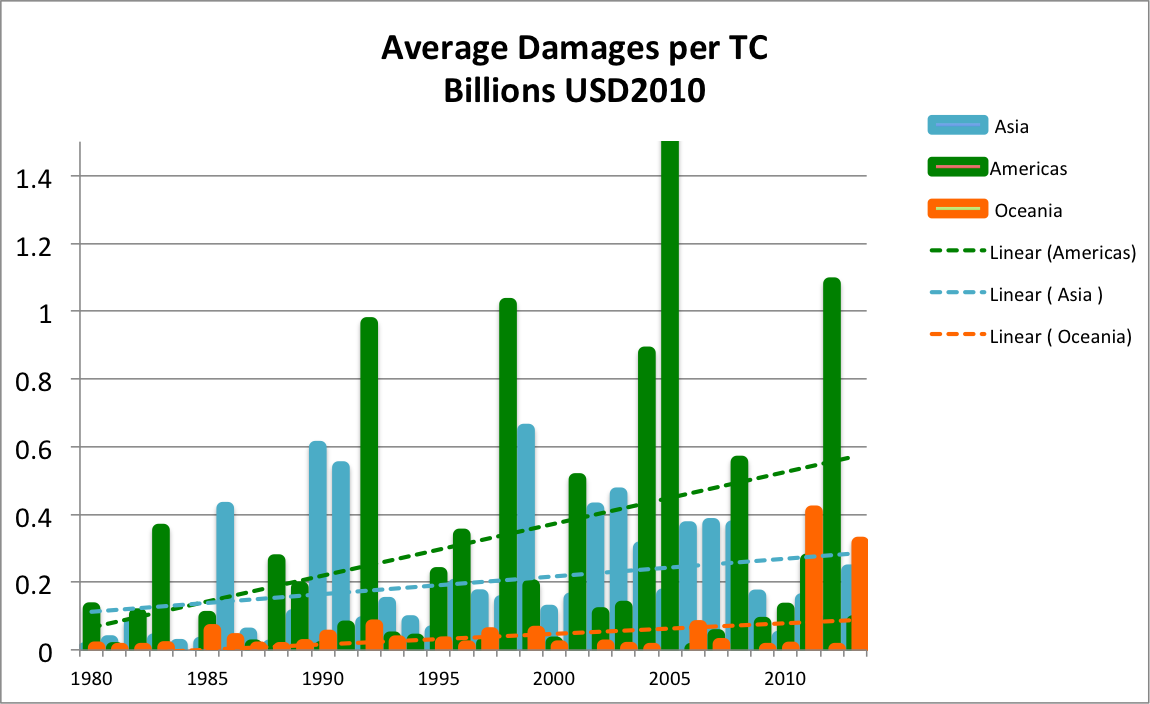 Average Damages per TC
Billions USD2010
Asia
Americas
Oceania
Linear (Americas)
Linear ( Asia )
Linear ( Oceania)
1.4
1.2
1
0.8
0.6
0.4
0.2
0
1980 1985 1990 1995 2000 2005 2010